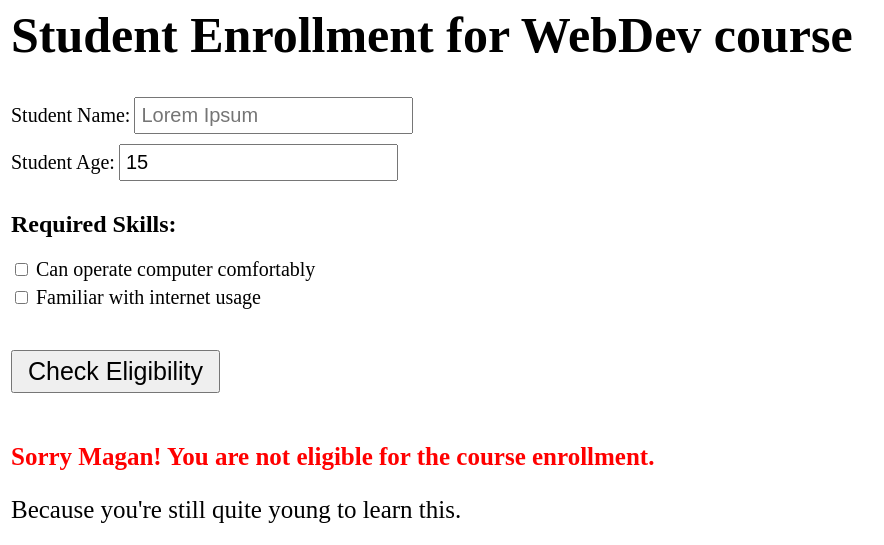 Student Enrollment for WebDev course
Student Name: Lorem Ipsum
Student Age: 15
Required Skills:
Can operate computer comfortably
Familiar with internet usage
Check Eligibility
Sorry Magan! You are not eligible for the course enrollment.
Because you're still quite young to learn this.